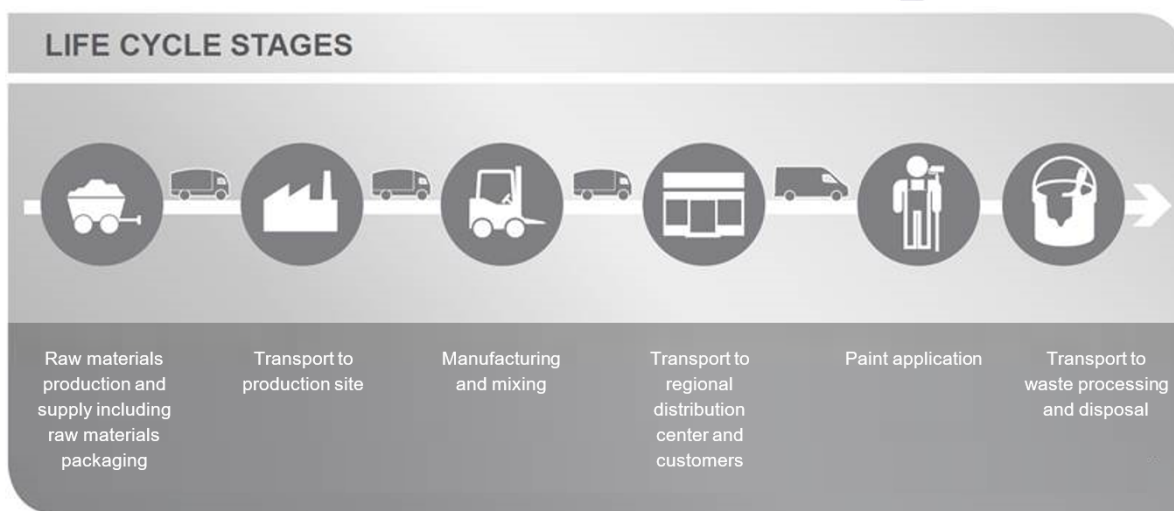 LIFE CYCLE STAGES
Raw materials
production and
supply including
raw materials
packaging
Transport to
production site
Manufacturing
and mixing
Transport to
regional
distribution
center and
customers
Paint application
Transport to
waste processing
and disposal